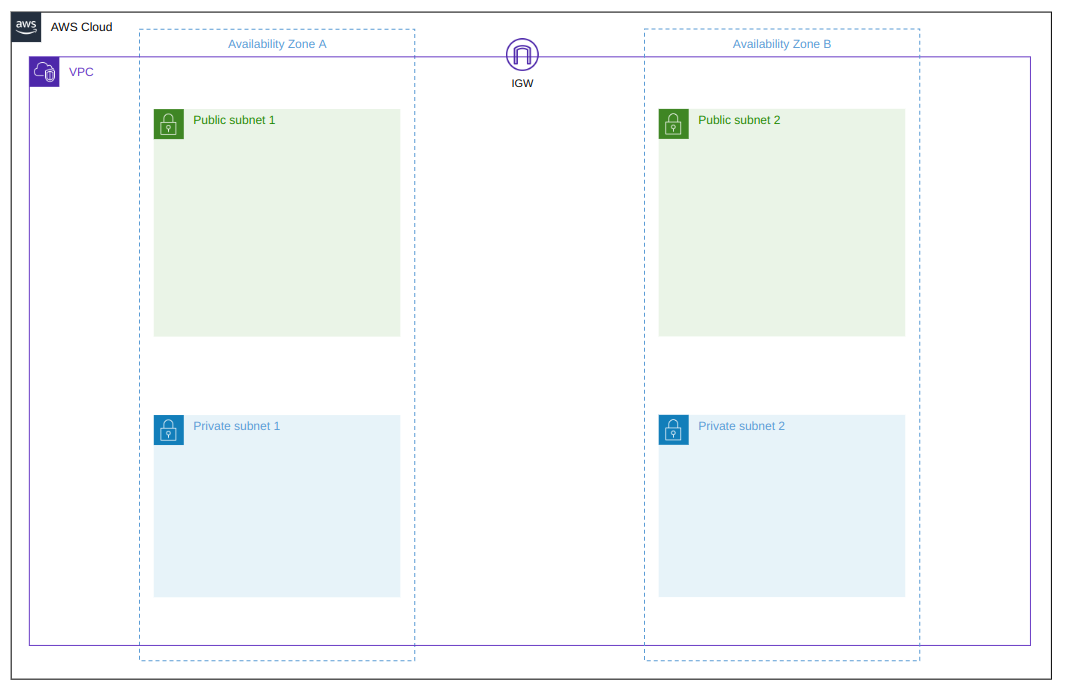 aws
AWS Cloud
Availability Zone A
Availability Zone B
VPC
IGW
Public subnet 1
Public subnet 2
Private subnet 1
Private subnet 2